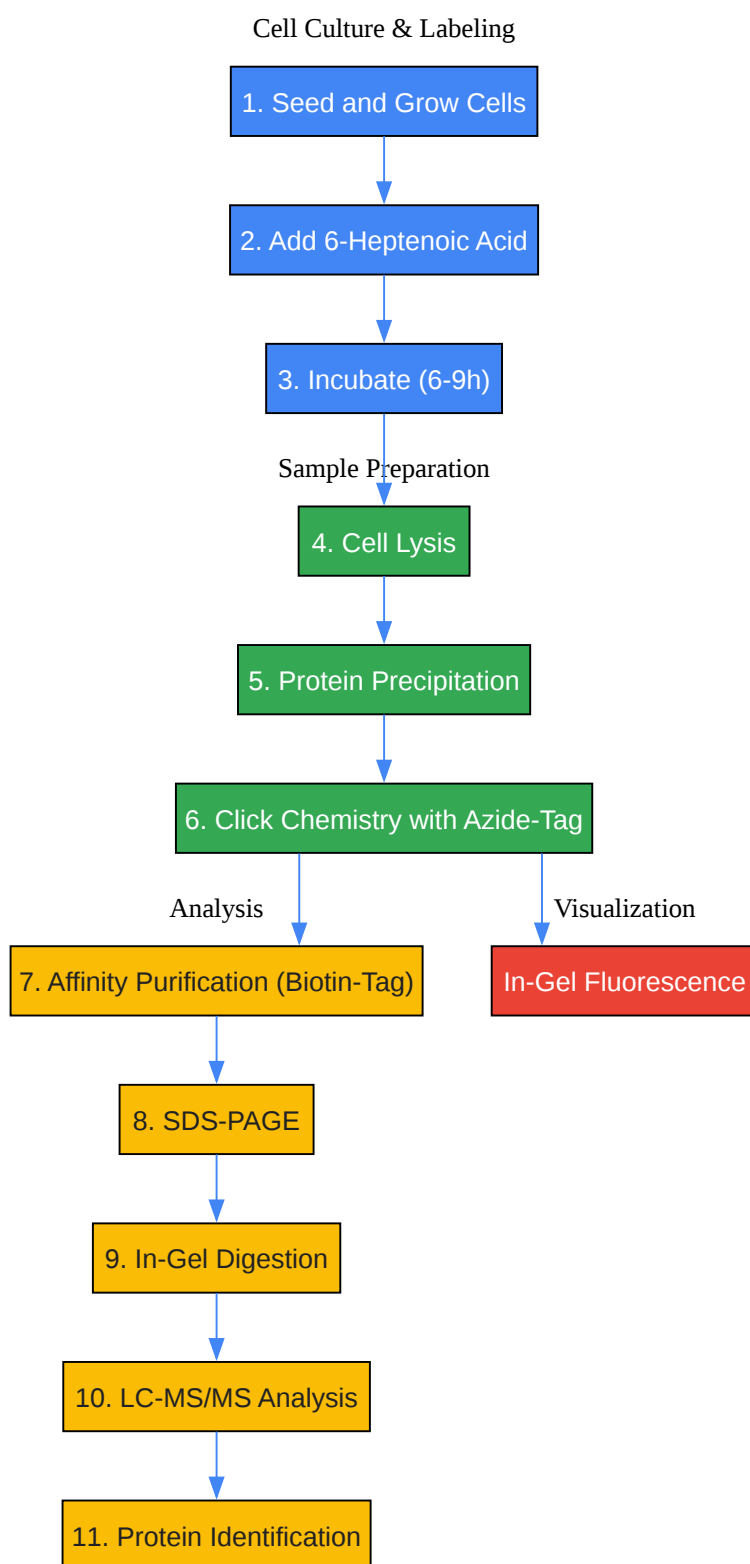 Cell Culture & Labeling
1. Seed and Grow Cells
2. Add 6-Heptenoic Acid
3. Incubate (6-9h)
Sample Preparation
4. Cell Lysis
5. Protein Precipitation
6. Click Chemistry with Azide-Tag
Analysis
Visualization
7. Affinity Purification (Biotin-Tag)
In-Gel Fluorescence
8. SDS-PAGE
9. In-Gel Digestion
10. LC-MS/MS Analysis
11. Protein Identification